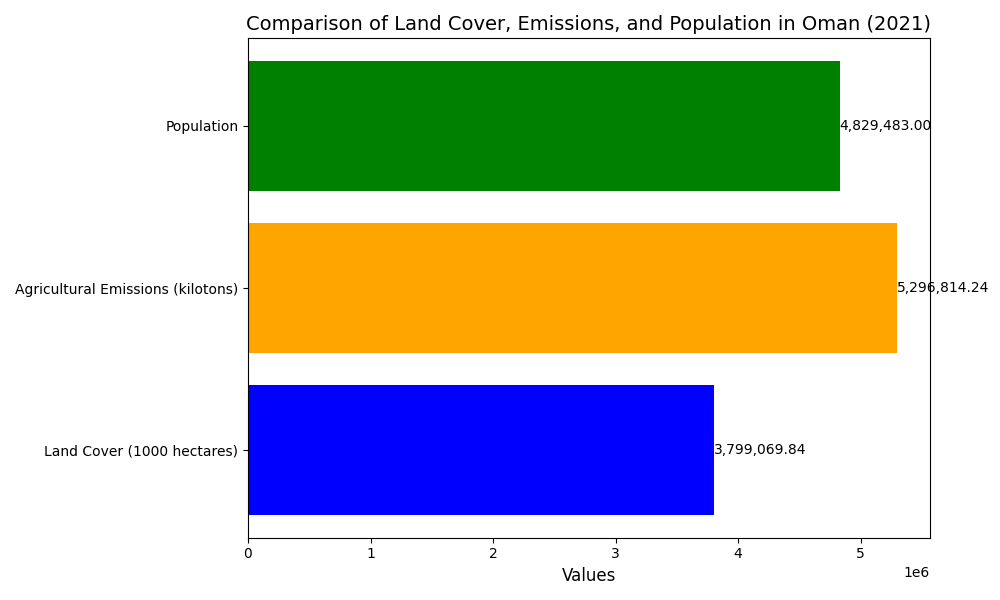 Comparison of Land Cover, Emissions, and Population in Oman (2021)
Population
4,829,483.00
Agricultural Emissions (kilotons)
5,296,814.24
Land Cover (1000 hectares)
3,799,069.84
0 1 2 3 4 5
1e6
Values